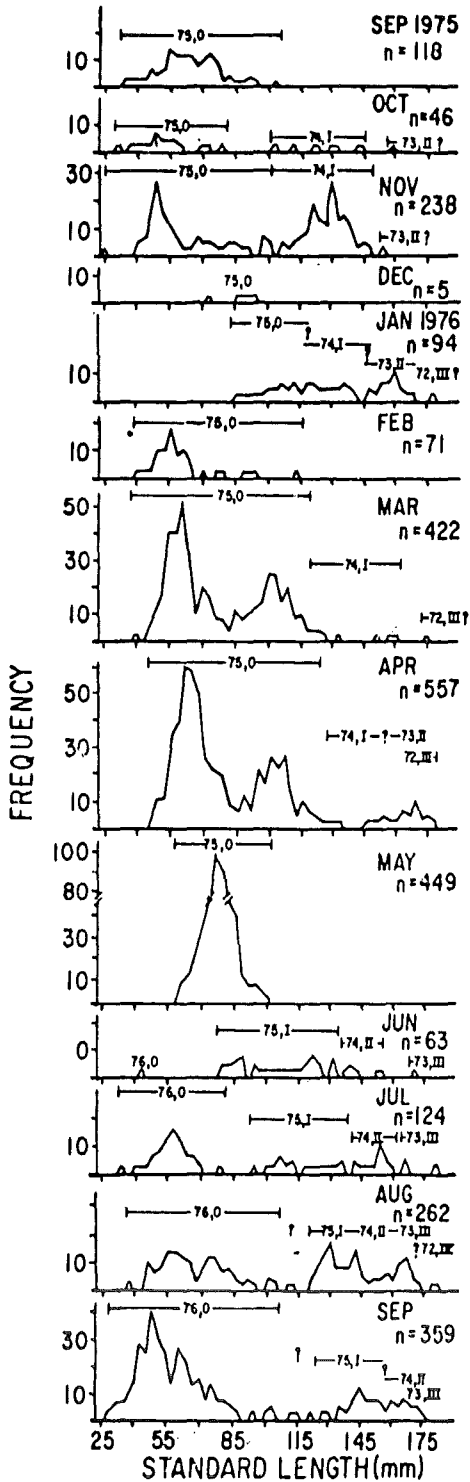 SEP 1975
75,0
n=118
10
OCT
n=46
75,0
74,I
73,II ?
10
NOV
75,0
74,I
n=238
30
73,II ?
10
DEC
n=5
75,0
10
JAN 1976
75,0
?
74,I
n=94
?
73,II
72,III ?
10
FEB
75,0
n=71
10
MAR
75,0
n=422
50
30
74,I
72,III ?
10
APR
75,0
n=557
50
74,I ? 73,II
30
72,III
10
MAY
75,0
n=449
100
80
30
10
JUN
75,I
n=63
74,II
0
76,0
73,III
JUL
76,0
n=124
75,I
74,II
73,III
10
AUG
n=262
76,0
?
75,I 74,II 73,III
? 72,IV
10
SEP
76,0
n=359
30
?
75,I
?
74,II
73,III
10
25 55 85 115 145 175
STANDARD LENGTH (mm)
FREQUENCY